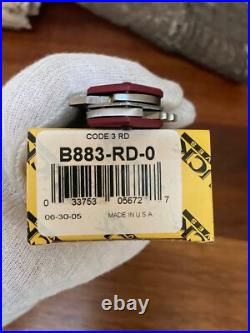 CODE 3 RD
B883-RD-0
0 33753 05672 7
06-30-05
MADE IN U.S.A.